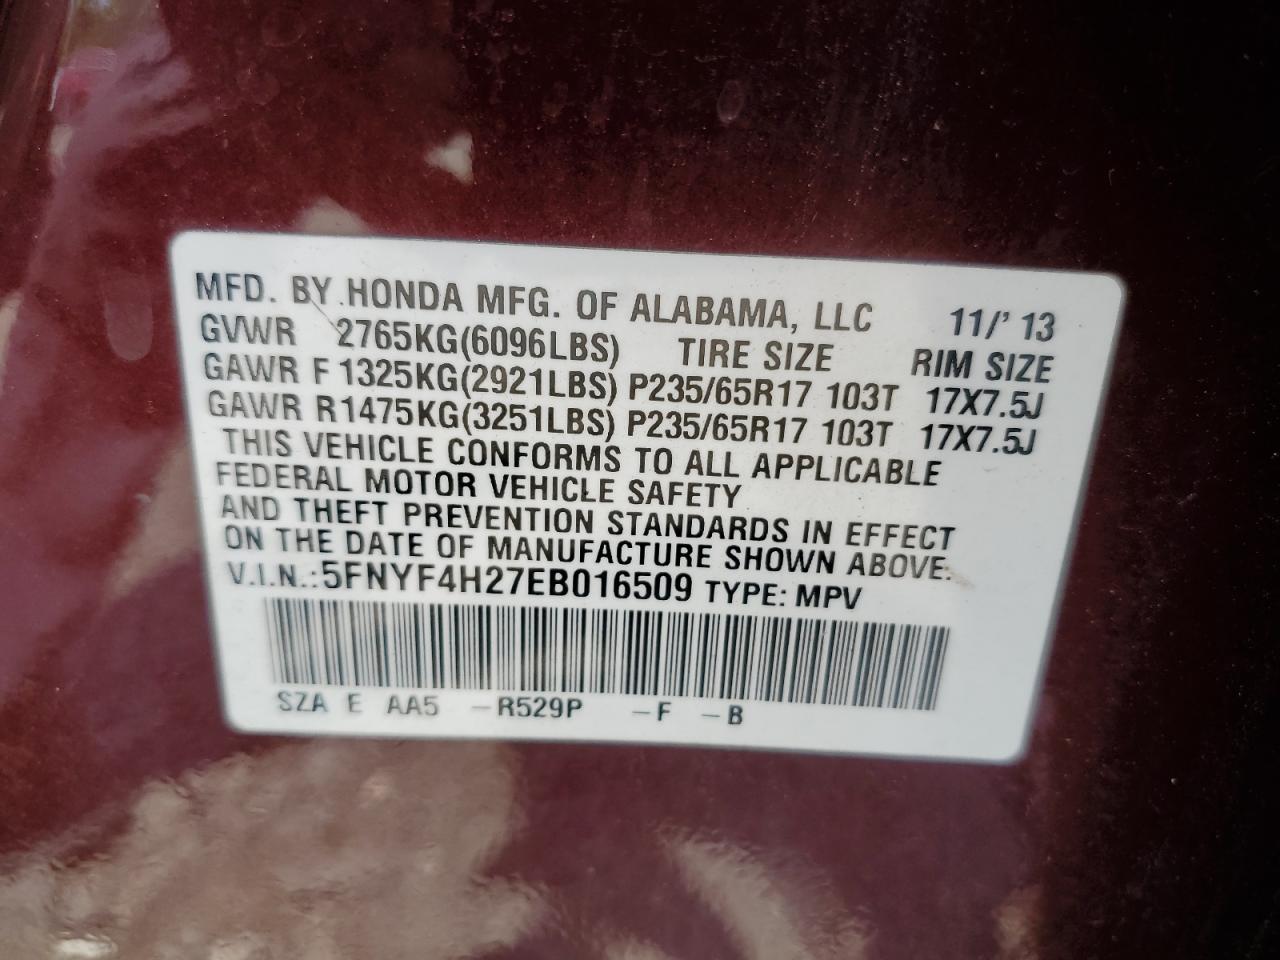 MFD. BY HONDA MFG. OF ALABAMA, LLC 11/' 13
GVWR 2765KG(6096LBS) TIRE SIZE RIM SIZE
GAWR F 1325KG(2921LBS) P235/65R17 103T 17X7.5J
GAWR R1475KG(3251LBS) P235/65R17 103T 17X7.5J
THIS VEHICLE CONFORMS TO ALL APPLICABLE
FEDERAL MOTOR VEHICLE SAFETY
AND THEFT PREVENTION STANDARDS IN EFFECT
ON THE DATE OF MANUFACTURE SHOWN ABOVE.
V.I.N.:5FNYF4H27EB016509 TYPE: MPV
SZA E AA5 -R529P -F -B